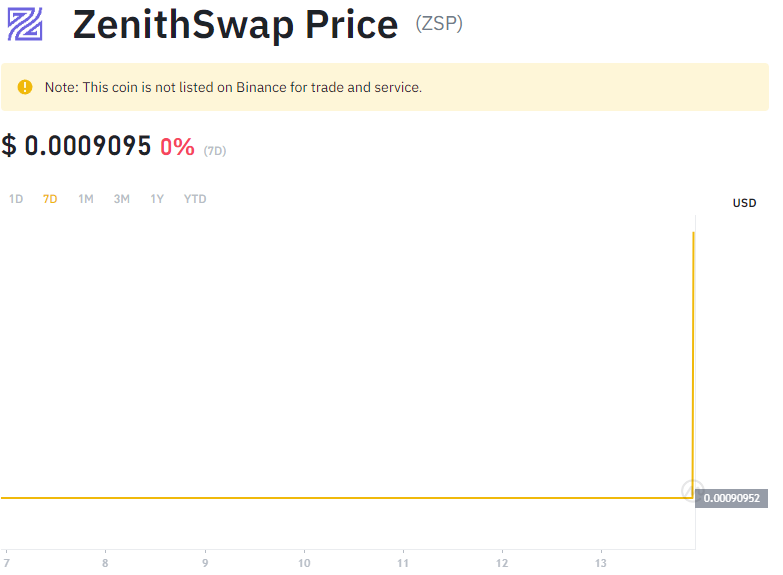 ZenithSwap Price (ZSP)
Note: This coin is not listed on Binance for trade and service.
$ 0.0009095 0% (7D)
1D 7D 1M 3M 1Y YTD
USD
0.00090952
7 8 9 10 11 12 13